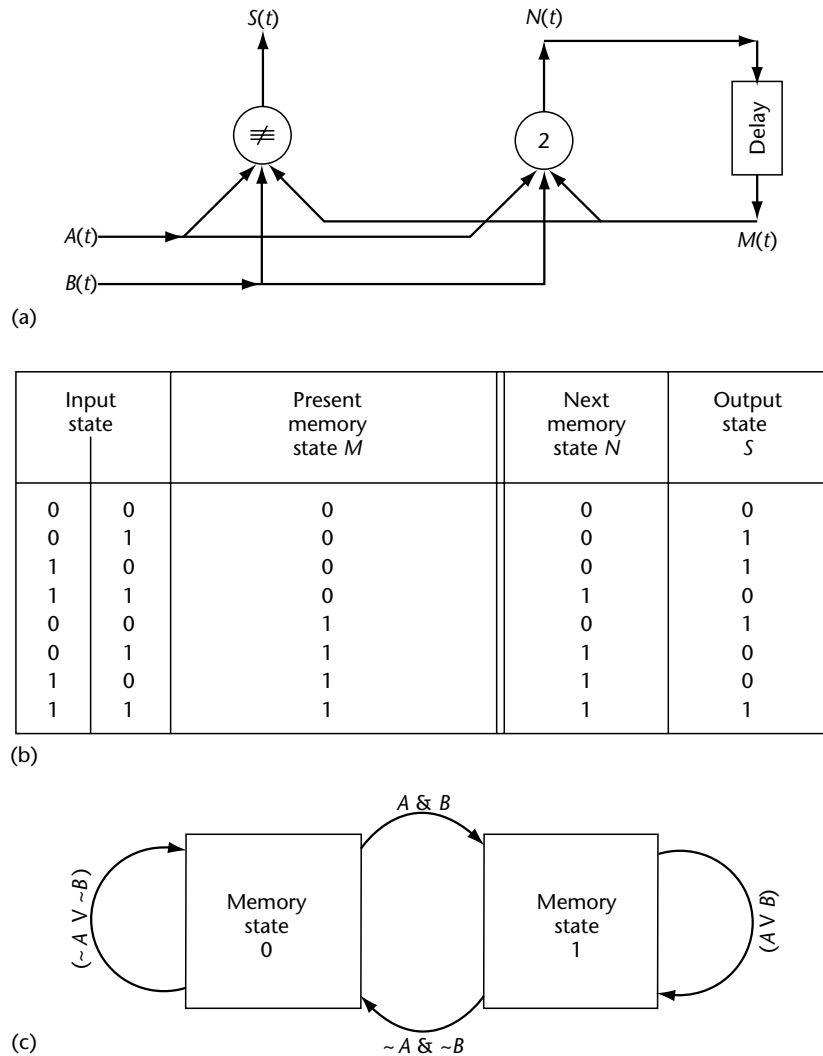 S(t)
N(t)
≢
2
Delay
A(t)
M(t)
B(t)
(a)
Input state
Present memory state M
Next memory state N
Output state S
0 0 0 0 0
0 1 0 0 1
1 0 0 0 1
1 1 0 1 0
0 0 1 0 1
0 1 1 1 0
1 0 1 1 0
1 1 1 1 1
(b)
A & B
(~ A V ~B)
Memory
state
0
Memory
state
1
(A V B)
~ A & ~B
(c)